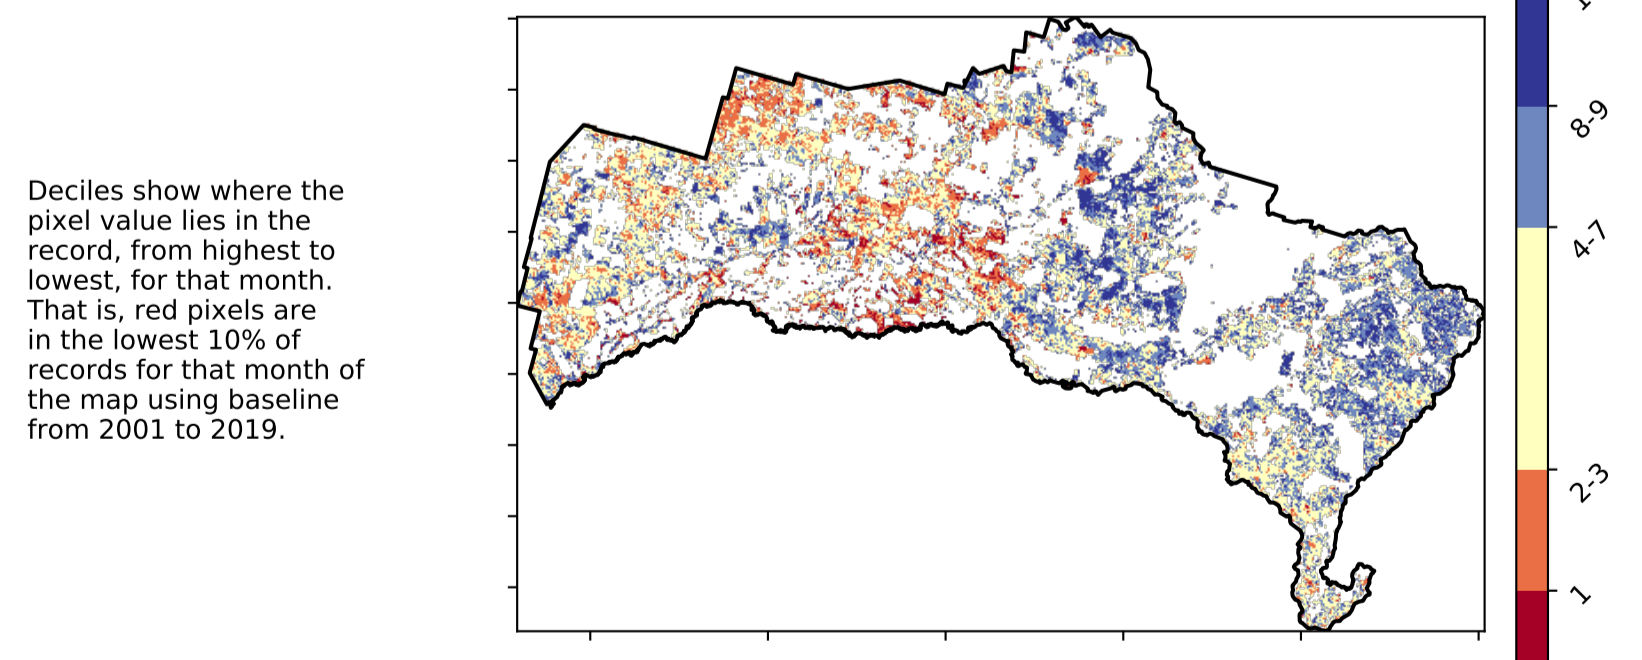 Deciles show where the
pixel value lies in the
record, from highest to
lowest, for that month.
That is, red pixels are
in the lowest 10% of
records for that month of
the map using baseline
from 2001 to 2019.
8-9
4-7
2-3
1